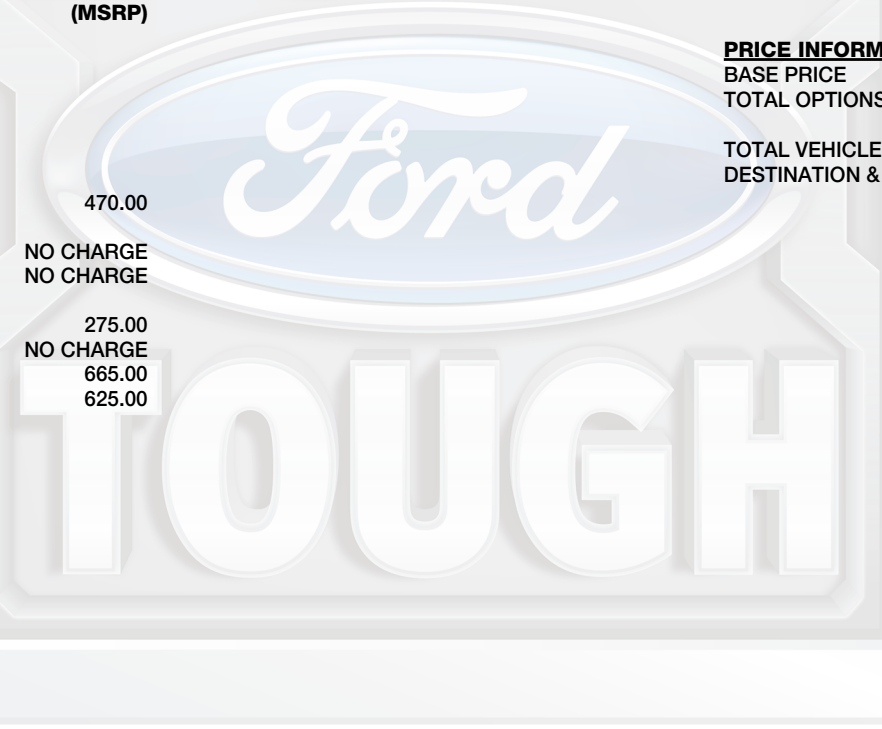 (MSRP)
470.00
NO CHARGE
NO CHARGE
275.00
NO CHARGE
665.00
625.00
PRICE INFORM
BASE PRICE
TOTAL OPTIONS
TOTAL VEHICLE
DESTINATION &
Ford
TOUGH